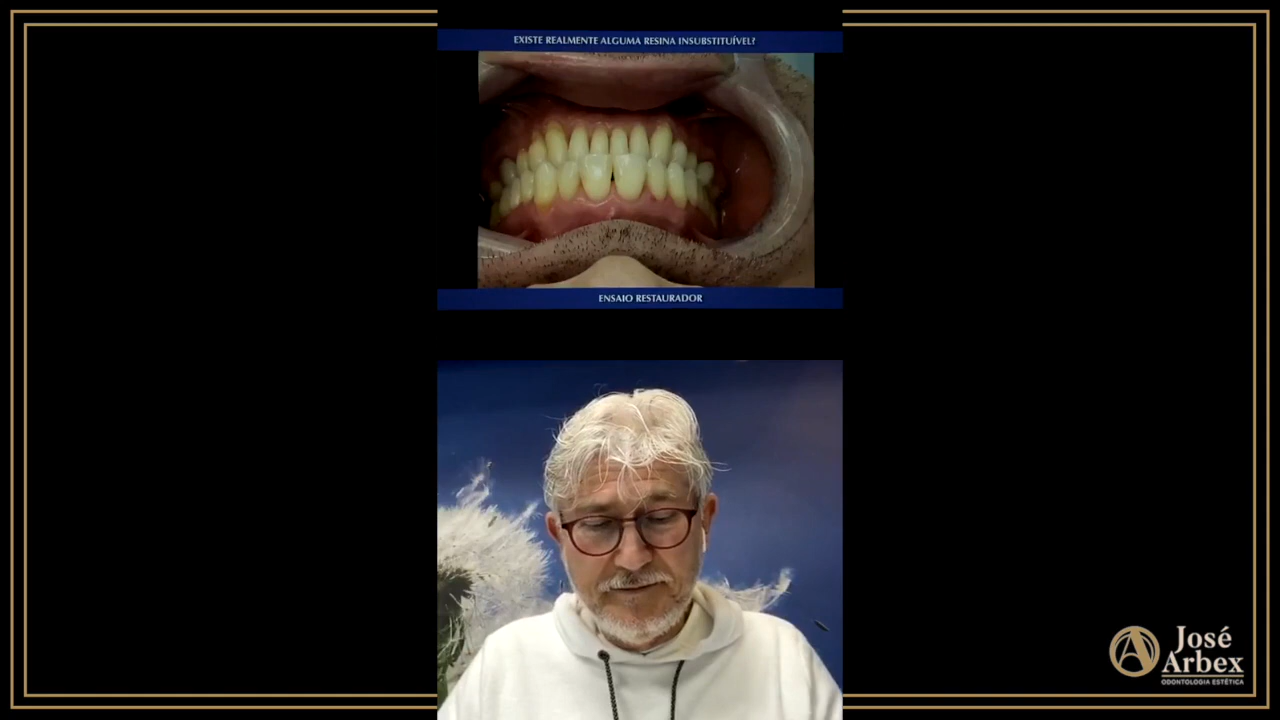 EXISTE REALMENTE ALGUMA RESINA INSUBSTITUÍVEL?
ENSAIO RESTAURADOR
José
Arbex
ODONTOLOGIA ESTÉTICA